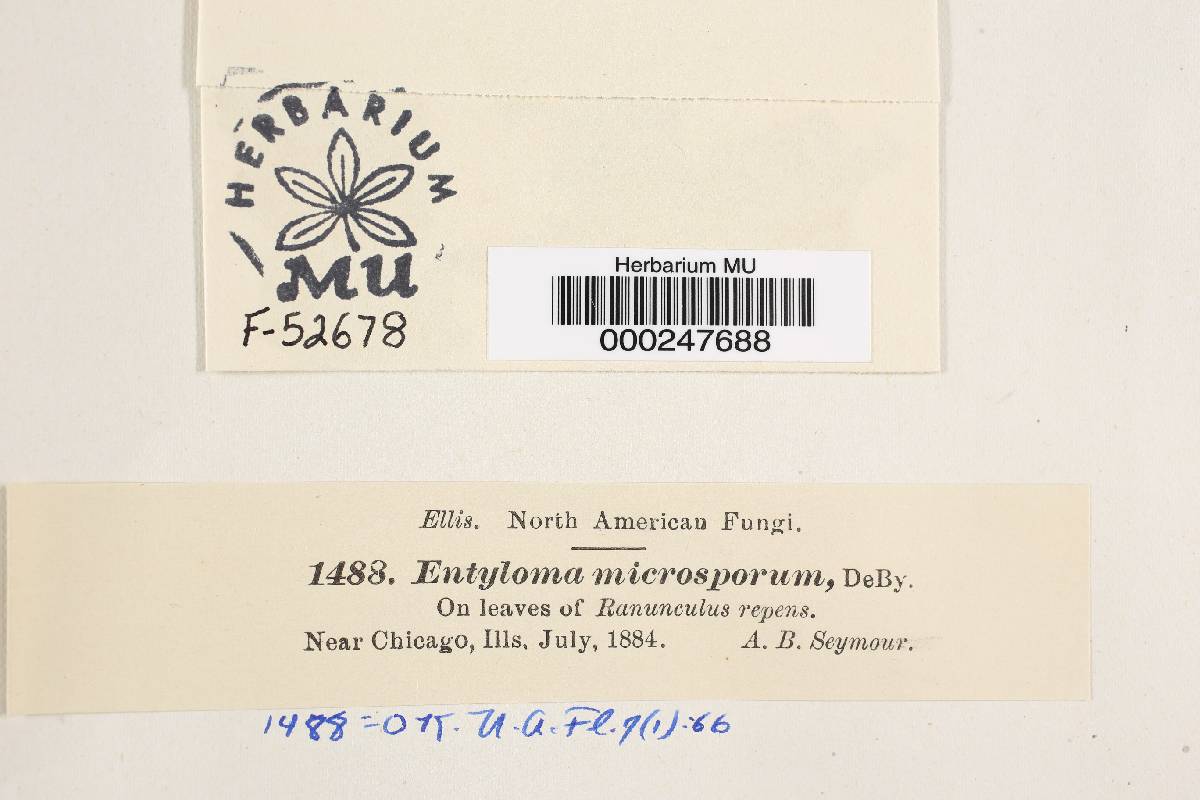 HERBARIUM
MU
F-52678
Herbarium MU
000247688
Ellis. North American Fungi.
1488. Entyloma microsporum, DeBy.
On leaves of Ranunculus repens.
Near Chicago, Ills. July, 1884. A. B. Seymour.
1488 = OK. N.A.Fl.7(1):66